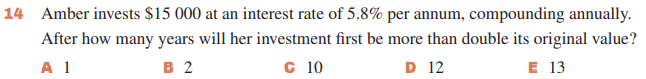 14 Amber invests $15 000 at an interest rate of 5.8% per annum, compounding annually.
After how many years will her investment first be more than double its original value?
A 1 B 2 C 10 D 12 E 13